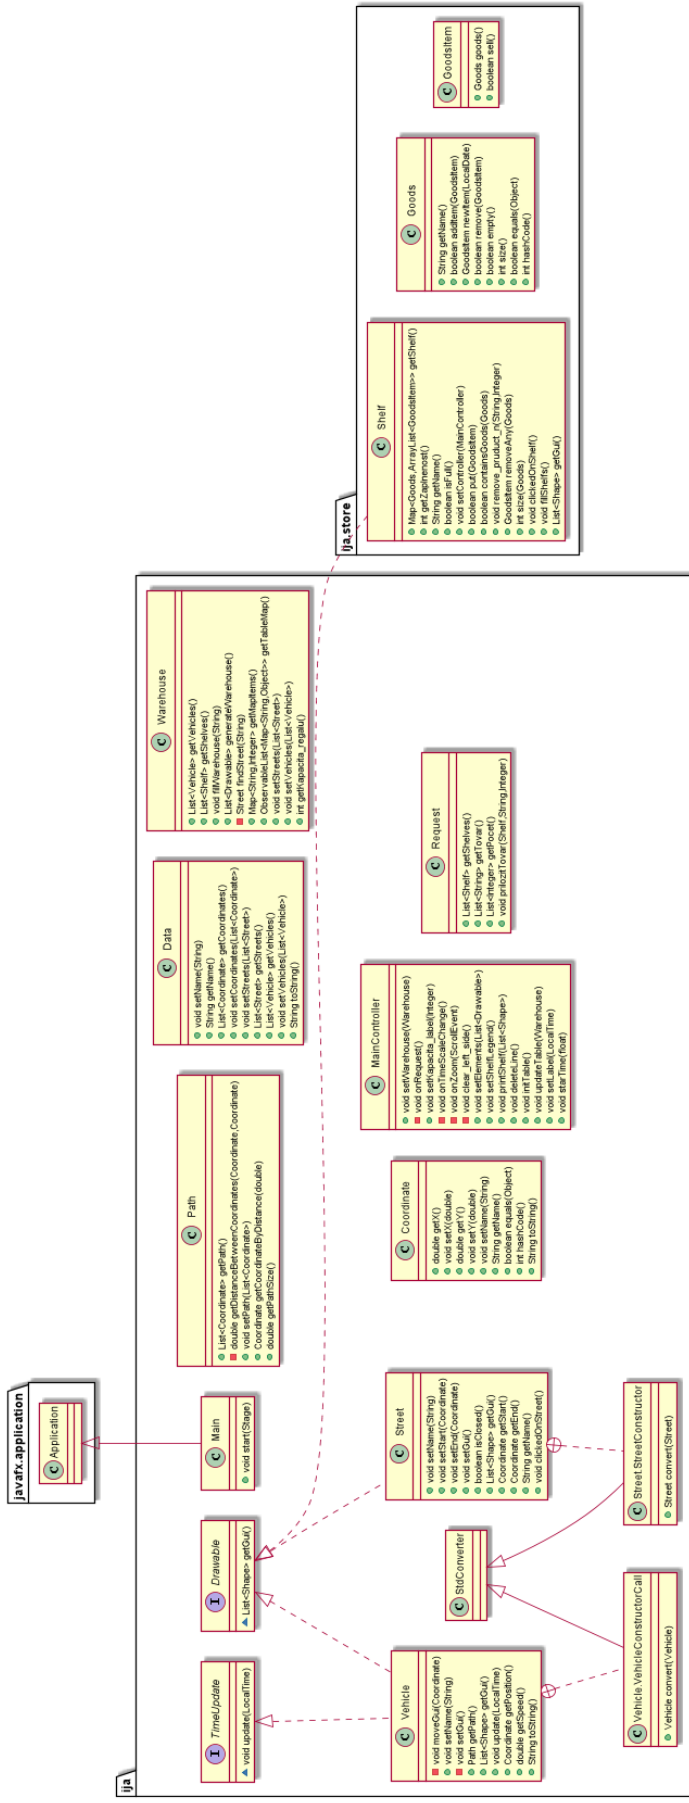 ija
javafx.application
ija.store
C Application
I TimeUpdate
void update(LocalTime)
I Drawable
List<Shape> getGui()
C Main
void start(Stage)
C Path
List<Coordinate> getPath()
double getDistanceBetweenCoordinates(Coordinate,Coordinate)
void setPath(List<Coordinate>)
Coordinate getCoordinateByDistance(double)
double getPathSize()
C Data
void setName(String)
String getName()
List<Coordinate> getCoordinates()
void setCoordinates(List<Coordinate>)
void setStreets(List<Street>)
List<Street> getStreets()
List<Vehicle> getVehicles()
void setVehicles(List<Vehicle>)
String toString()
C Warehouse
List<Vehicle> getVehicles()
List<Shelf> getShelves()
void fillWarehouse(String)
List<Drawable> generateWarehouse()
Street findStreet(String)
Map<String,Integer> getMapItems()
ObservableList<Map<String,Object>> getTableMap()
void setStreets(List<Street>)
void setVehicles(List<Vehicle>)
int getKapacita_regalu()
C Vehicle
void moveGui(Coordinate)
void setName(String)
void setGui()
Path getPath()
List<Shape> getGui()
void update(LocalTime)
Coordinate getPosition()
double getSpeed()
String toString()
C StdConverter
C Street
void setName(String)
void setStart(Coordinate)
void setEnd(Coordinate)
void setGui()
boolean isClosed()
List<Shape> getGui()
Coordinate getStart()
Coordinate getEnd()
String getName()
void clickedOnStreet()
C Coordinate
double getX()
void setX(double)
double getY()
void setY(double)
void setName(String)
String getName()
boolean equals(Object)
int hashCode()
String toString()
C MainController
void setWarehouse(Warehouse)
void onRequest()
void setKapacita_label(Integer)
void onTimeScaleChange()
void onZoom(ScrollEvent)
void clear_left_side()
void setElements(List<Drawable>)
void setShelfLegend()
void printShelf(List<Shape>)
void deleteLine()
void initTable()
void updateTable(Warehouse)
void setLabel(LocalTime)
void starTime(float)
C Request
List<Shelf> getShelves()
List<String> getTovar()
List<Integer> getPocet()
void prilozitTovar(Shelf,String,Integer)
C Shelf
Map<Goods,ArrayList<GoodsItem>> getShelf()
int getZaplnenost()
String getName()
boolean isFull()
void setController(MainController)
boolean put(GoodsItem)
boolean containsGoods(Goods)
void remove_pruduct_n(String,Integer)
GoodsItem removeAny(Goods)
int size(Goods)
void clickedOnShelf()
void fillShelfs()
List<Shape> getGui()
C Goods
String getName()
boolean addItem(GoodsItem)
GoodsItem newItem(LocalDate)
boolean remove(GoodsItem)
boolean empty()
int size()
boolean equals(Object)
int hashCode()
C GoodsItem
Goods goods()
boolean sell()
C Vehicle.VehicleConstructorCall
Vehicle convert(Vehicle)
C Street.StreetConstructor
Street convert(Street)